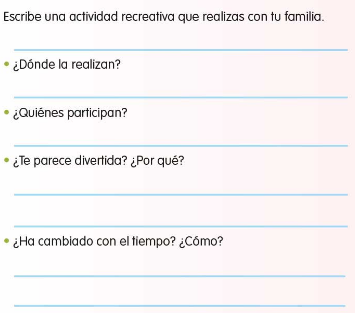 Escribe una actividad recreativa que realizas con tu familia.
• ¿Dónde la realizan?
• ¿Quiénes participan?
• ¿Te parece divertida? ¿Por qué?
• ¿Ha cambiado con el tiempo? ¿Cómo?